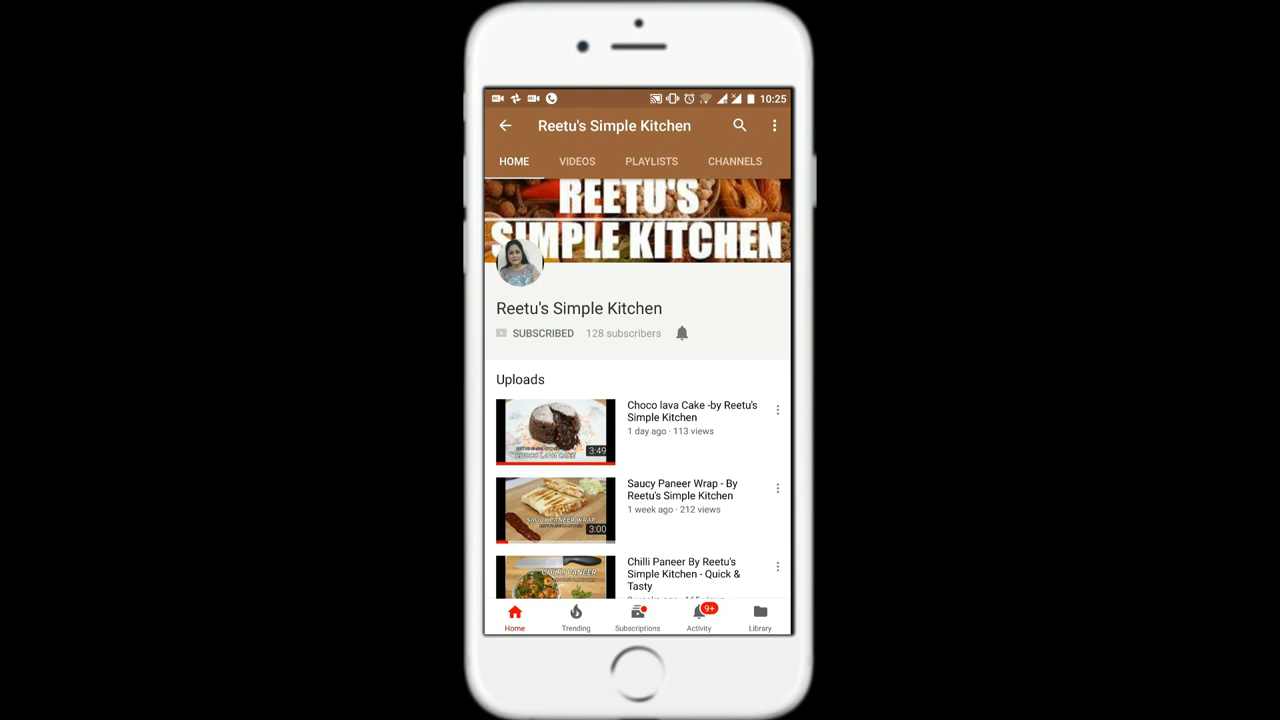 10:25
Reetu's Simple Kitchen
HOME VIDEOS PLAYLISTS CHANNELS
REETU'S
SIMPLE KITCHEN
Reetu's Simple Kitchen
SUBSCRIBED 128 subscribers
Uploads
Choco lava Cake -by Reetu's
Simple Kitchen
1 day ago · 113 views
CHOCO LAVA CAKE
3:49
Saucy Paneer Wrap - By
Reetu's Simple Kitchen
1 week ago · 212 views
SAUCY PANEER WRAP
3:00
Chilli Paneer By Reetu's
Simple Kitchen - Quick &
Tasty
CHILLI PANEER
9+
Home Trending Subscriptions Activity Library